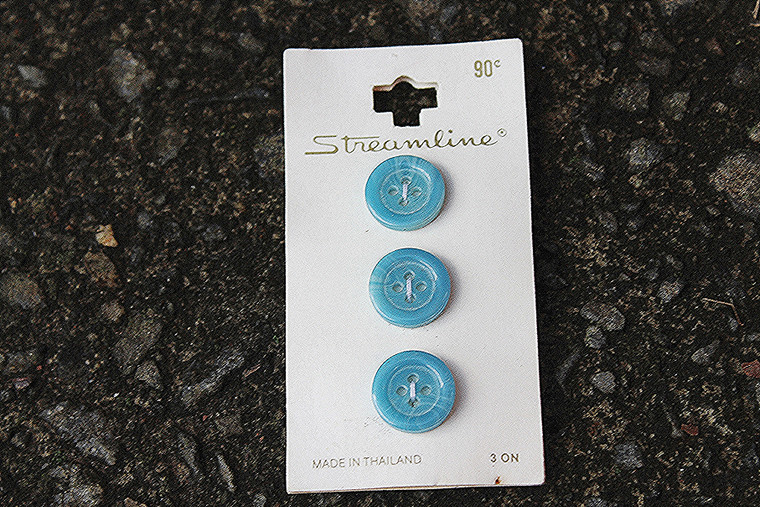 90¢
Streamline®
MADE IN THAILAND 3 ON